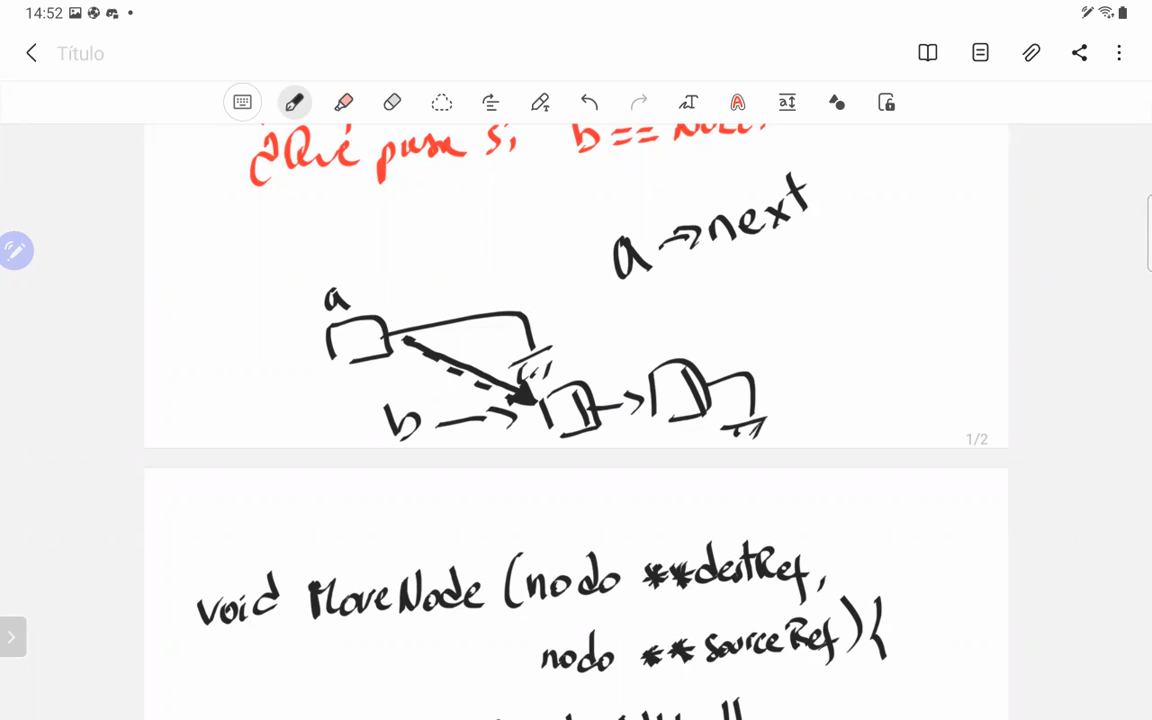 14:52
Título
¿Qué pasa si b == NULL?
a → next
a
b
1/2
void MoveNode (nodo **destRef,
nodo **sourceRef){